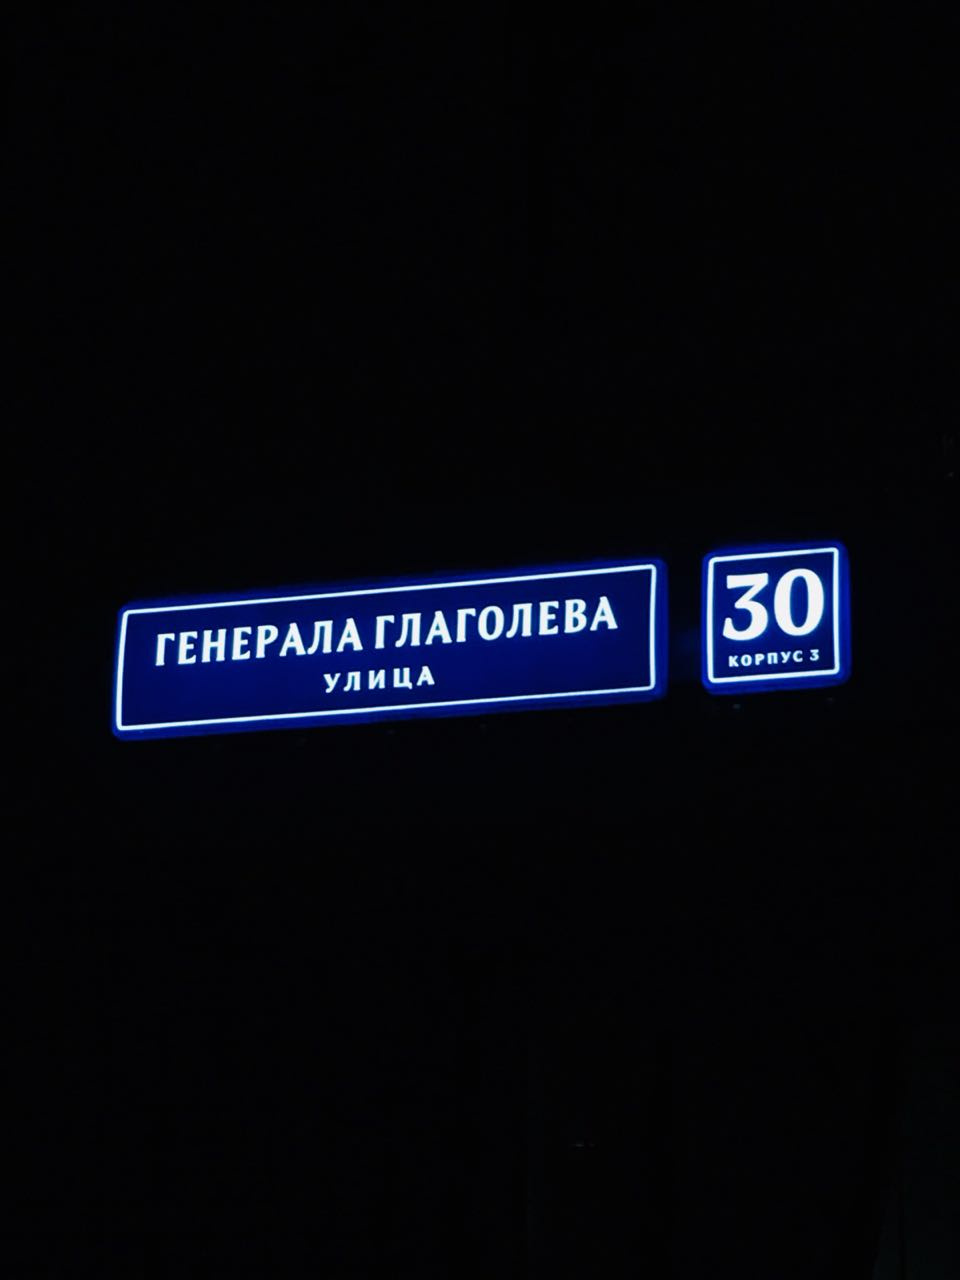 ГЕНЕРАЛА ГЛАГОЛЕВА
УЛИЦА
30
КОРПУС 3